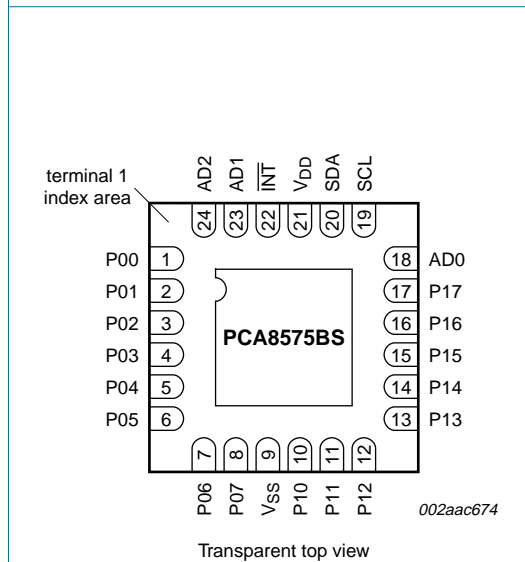 AD2
AD1
INT
VDD
SDA
SCL
terminal 1
index area
24
23
22
21
20
19
P00 1
18 AD0
P01 2
17 P17
P02 3
16 P16
PCA8575BS
P03 4
15 P15
P04 5
14 P14
P05 6
13 P13
7
8
9
10
11
12
P06
P07
VSS
P10
P11
P12
002aac674
Transparent top view